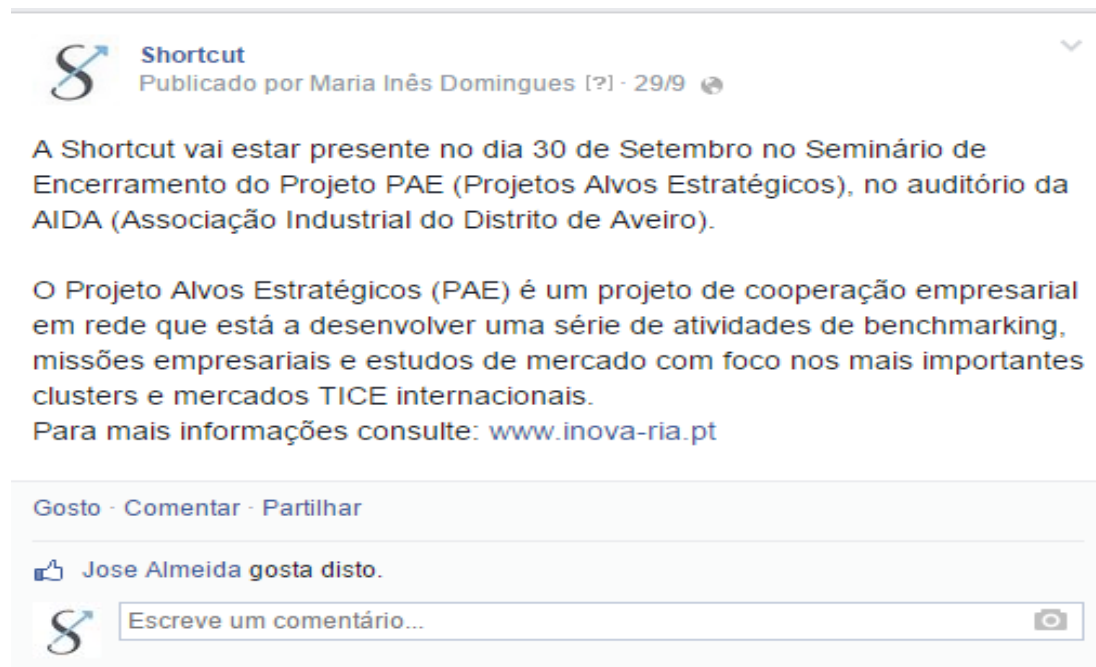 Shortcut
Publicado por Maria Inês Domingues [?] · 29/9
A Shortcut vai estar presente no dia 30 de Setembro no Seminário de
Encerramento do Projeto PAE (Projetos Alvos Estratégicos), no auditório da
AIDA (Associação Industrial do Distrito de Aveiro).
O Projeto Alvos Estratégicos (PAE) é um projeto de cooperação empresarial
em rede que está a desenvolver uma série de atividades de benchmarking,
missões empresariais e estudos de mercado com foco nos mais importantes
clusters e mercados TICE internacionais.
Para mais informações consulte: www.inova-ria.pt
Gosto · Comentar · Partilhar
Jose Almeida gosta disto.
Escreve um comentário...